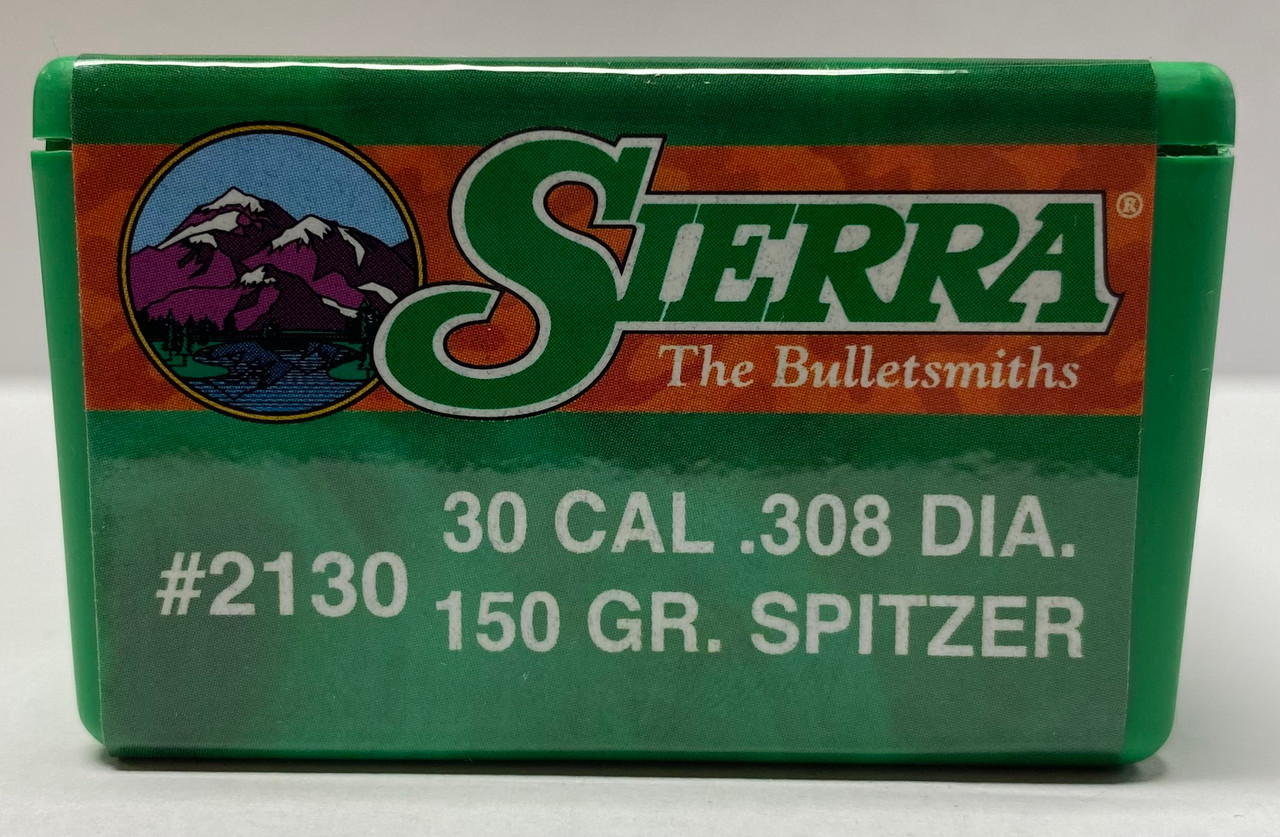 SIERRA®
The Bulletsmiths
#2130
30 CAL .308 DIA.
150 GR. SPITZER